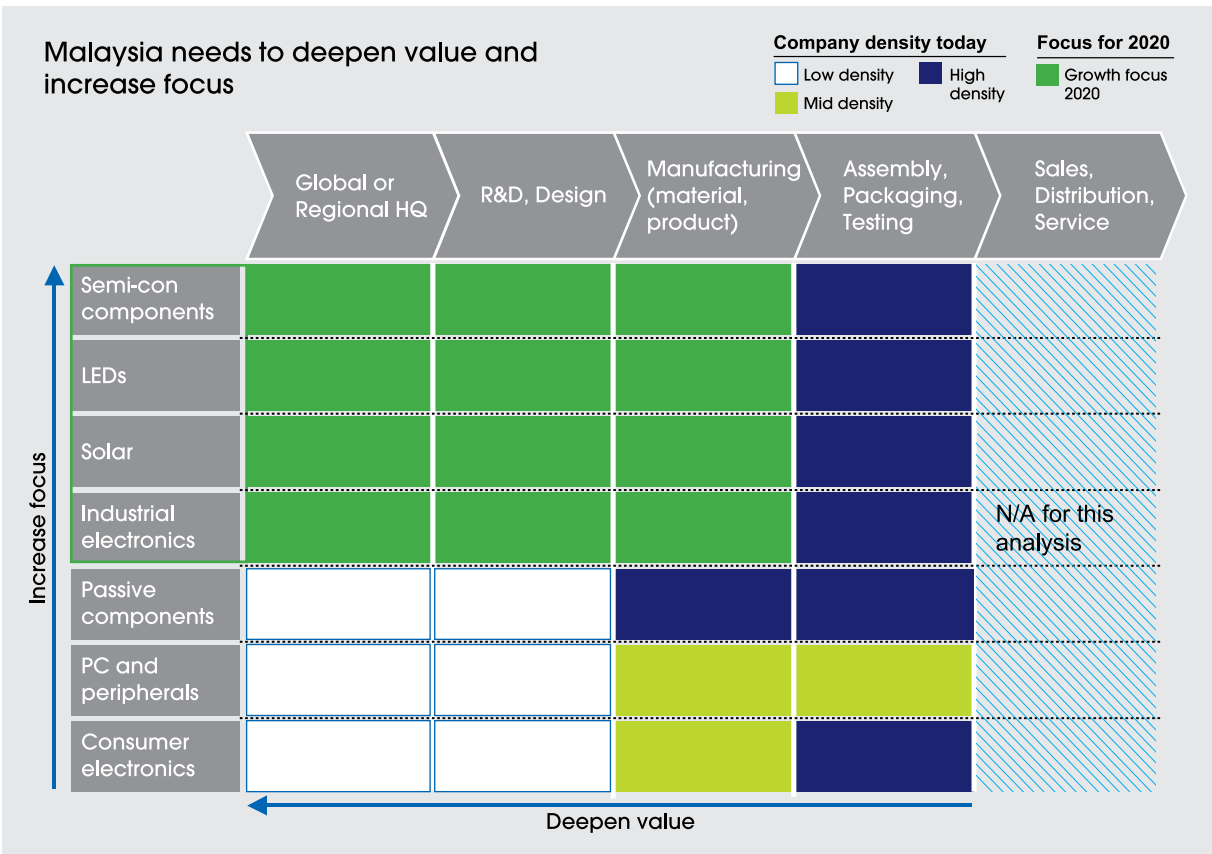 Malaysia needs to deepen value and
increase focus
Company density today
Low density
High
density
Mid density
Focus for 2020
Growth focus
2020
Global or
Regional HQ
R&D, Design
Manufacturing
(material,
product)
Assembly,
Packaging,
Testing
Sales,
Distribution,
Service
Increase focus
Semi-con
components
LEDs
Solar
Industrial
electronics
N/A for this
analysis
Passive
components
PC and
peripherals
Consumer
electronics
Deepen value